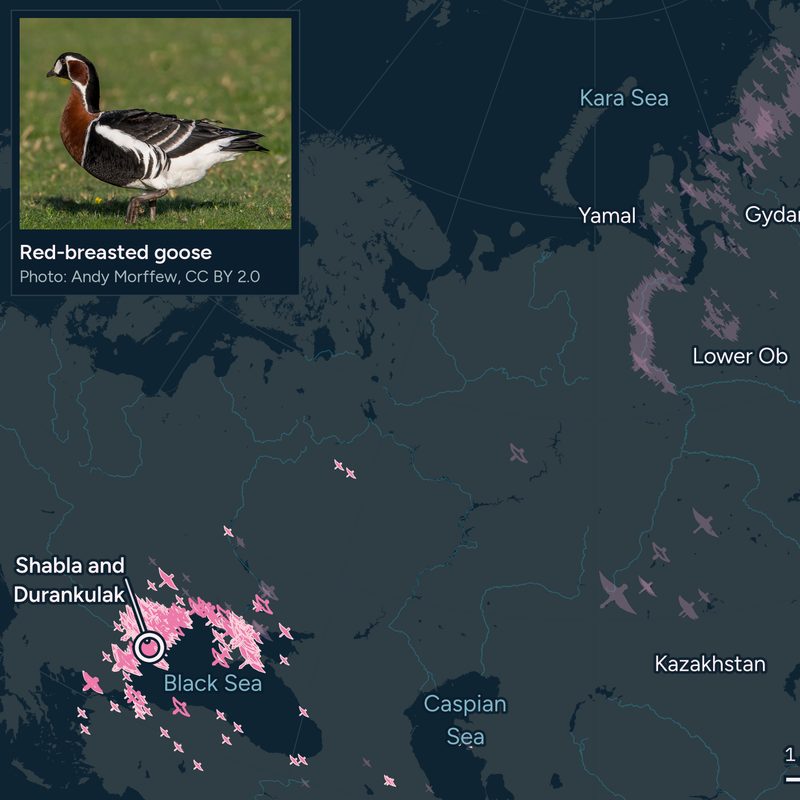 Red-breasted goose
Photo: Andy Morffew, CC BY 2.0
Kara Sea
Yamal
Lower Ob
Shabla and
Durankulak
Black Sea
Kazakhstan
Caspian
Sea
1